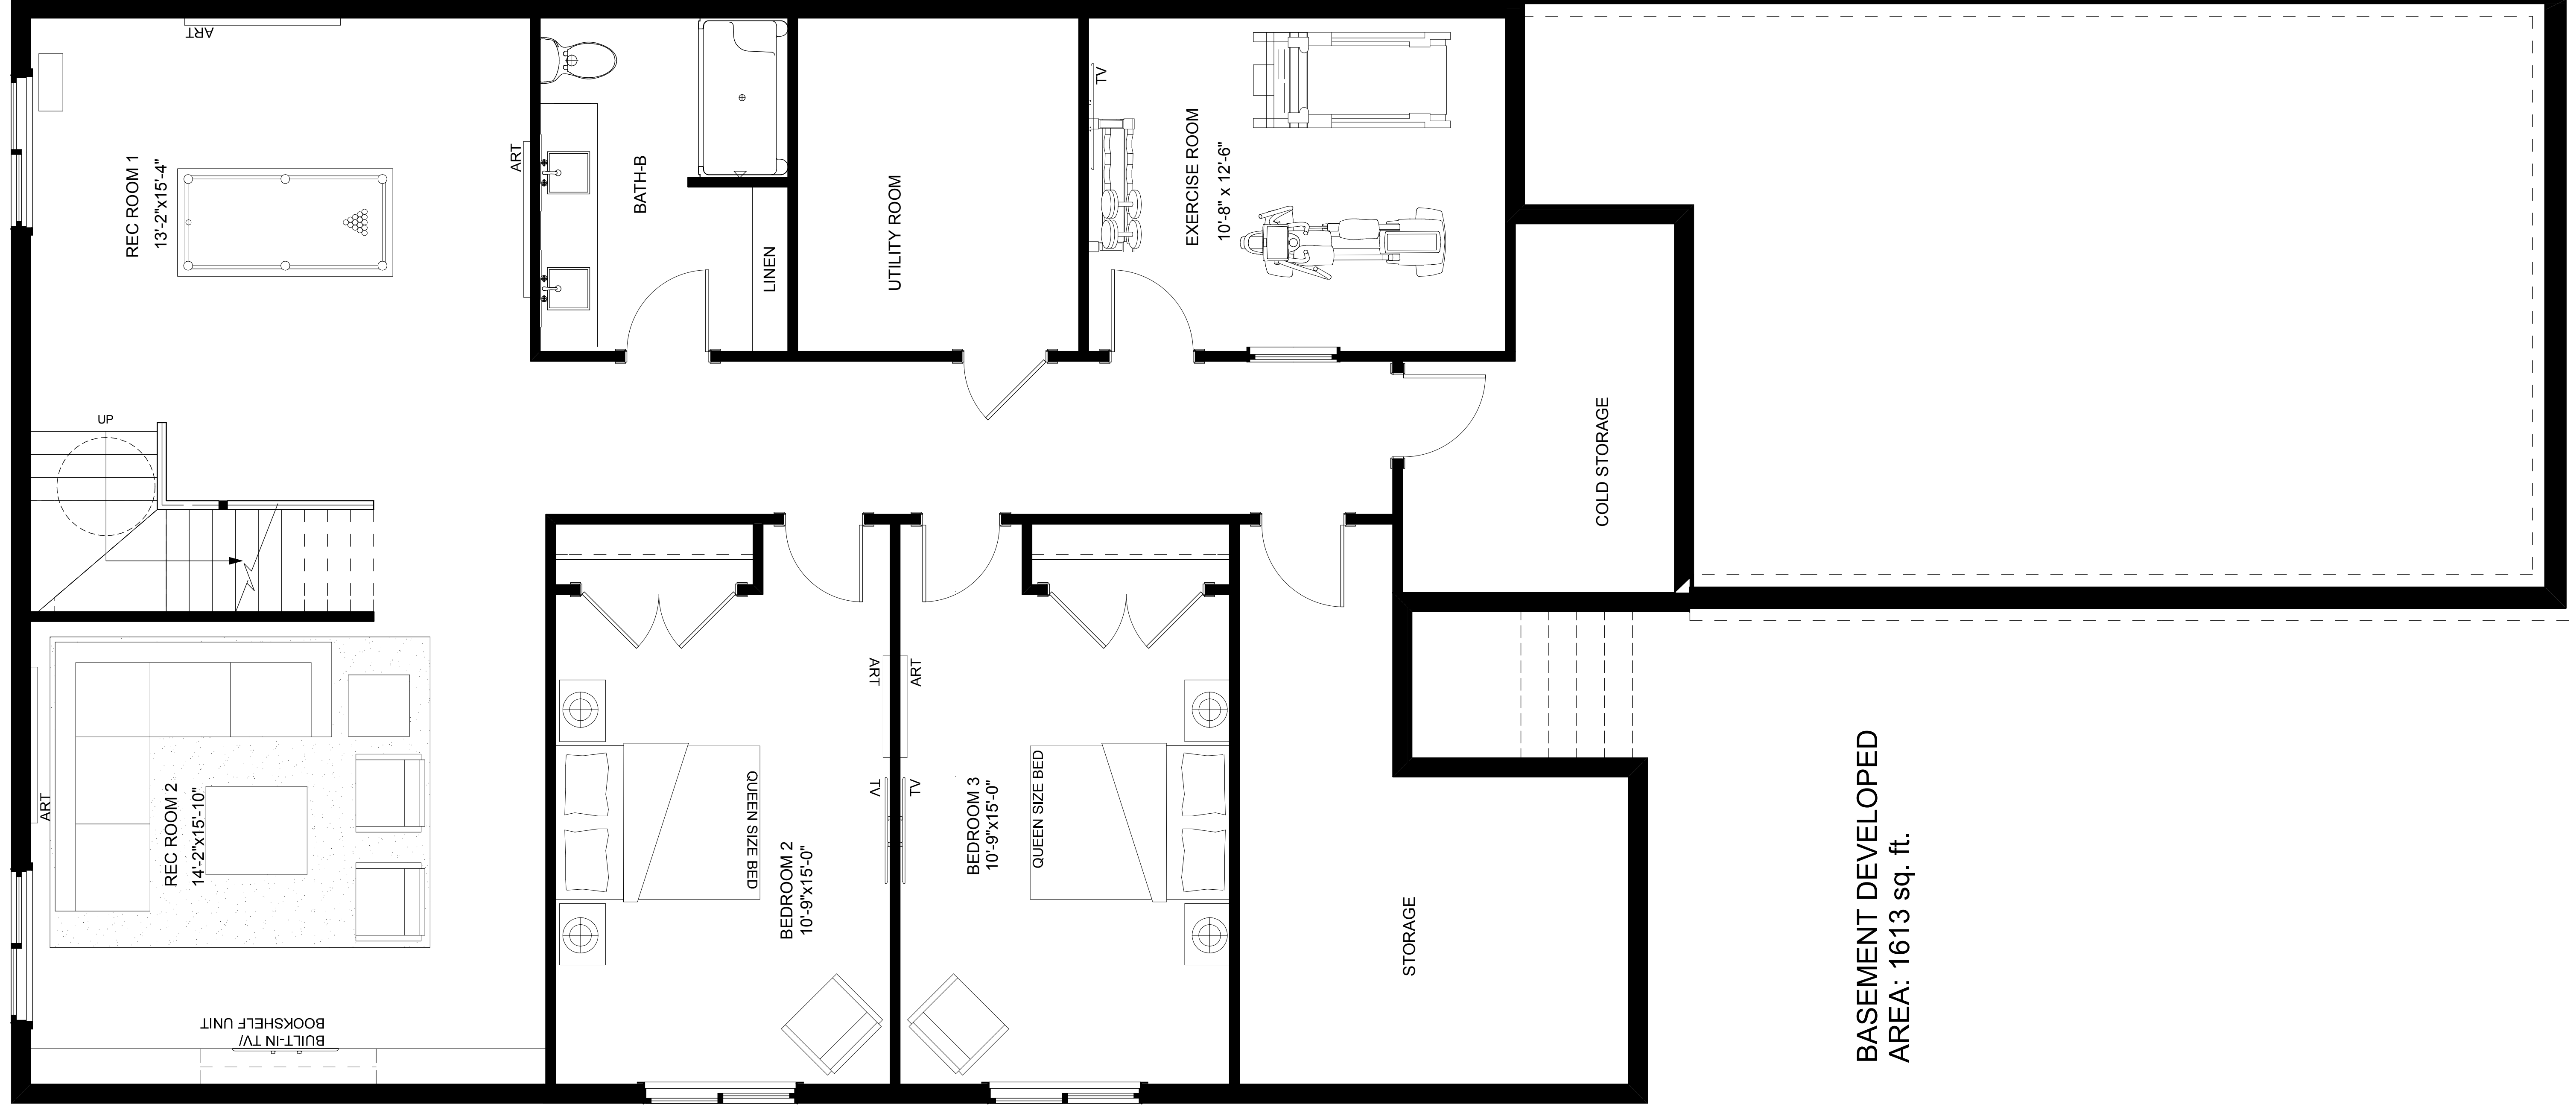 ART
REC ROOM 1
13'-2"x15'-4"
UP
ART
BATH-B
LINEN
UTILITY ROOM
TV
EXERCISE ROOM
10'-8" x 12'-6"
COLD STORAGE
ART
REC ROOM 2
14'-2"x15'-10"
BUILT-IN TV/
BOOKSHELF UNIT
QUEEN SIZE BED
BEDROOM 2
10'-9"x15'-0"
ART
TV
ART
TV
BEDROOM 3
10'-9"x15'-0"
QUEEN SIZE BED
STORAGE
BASEMENT DEVELOPED
AREA: 1613 sq. ft.